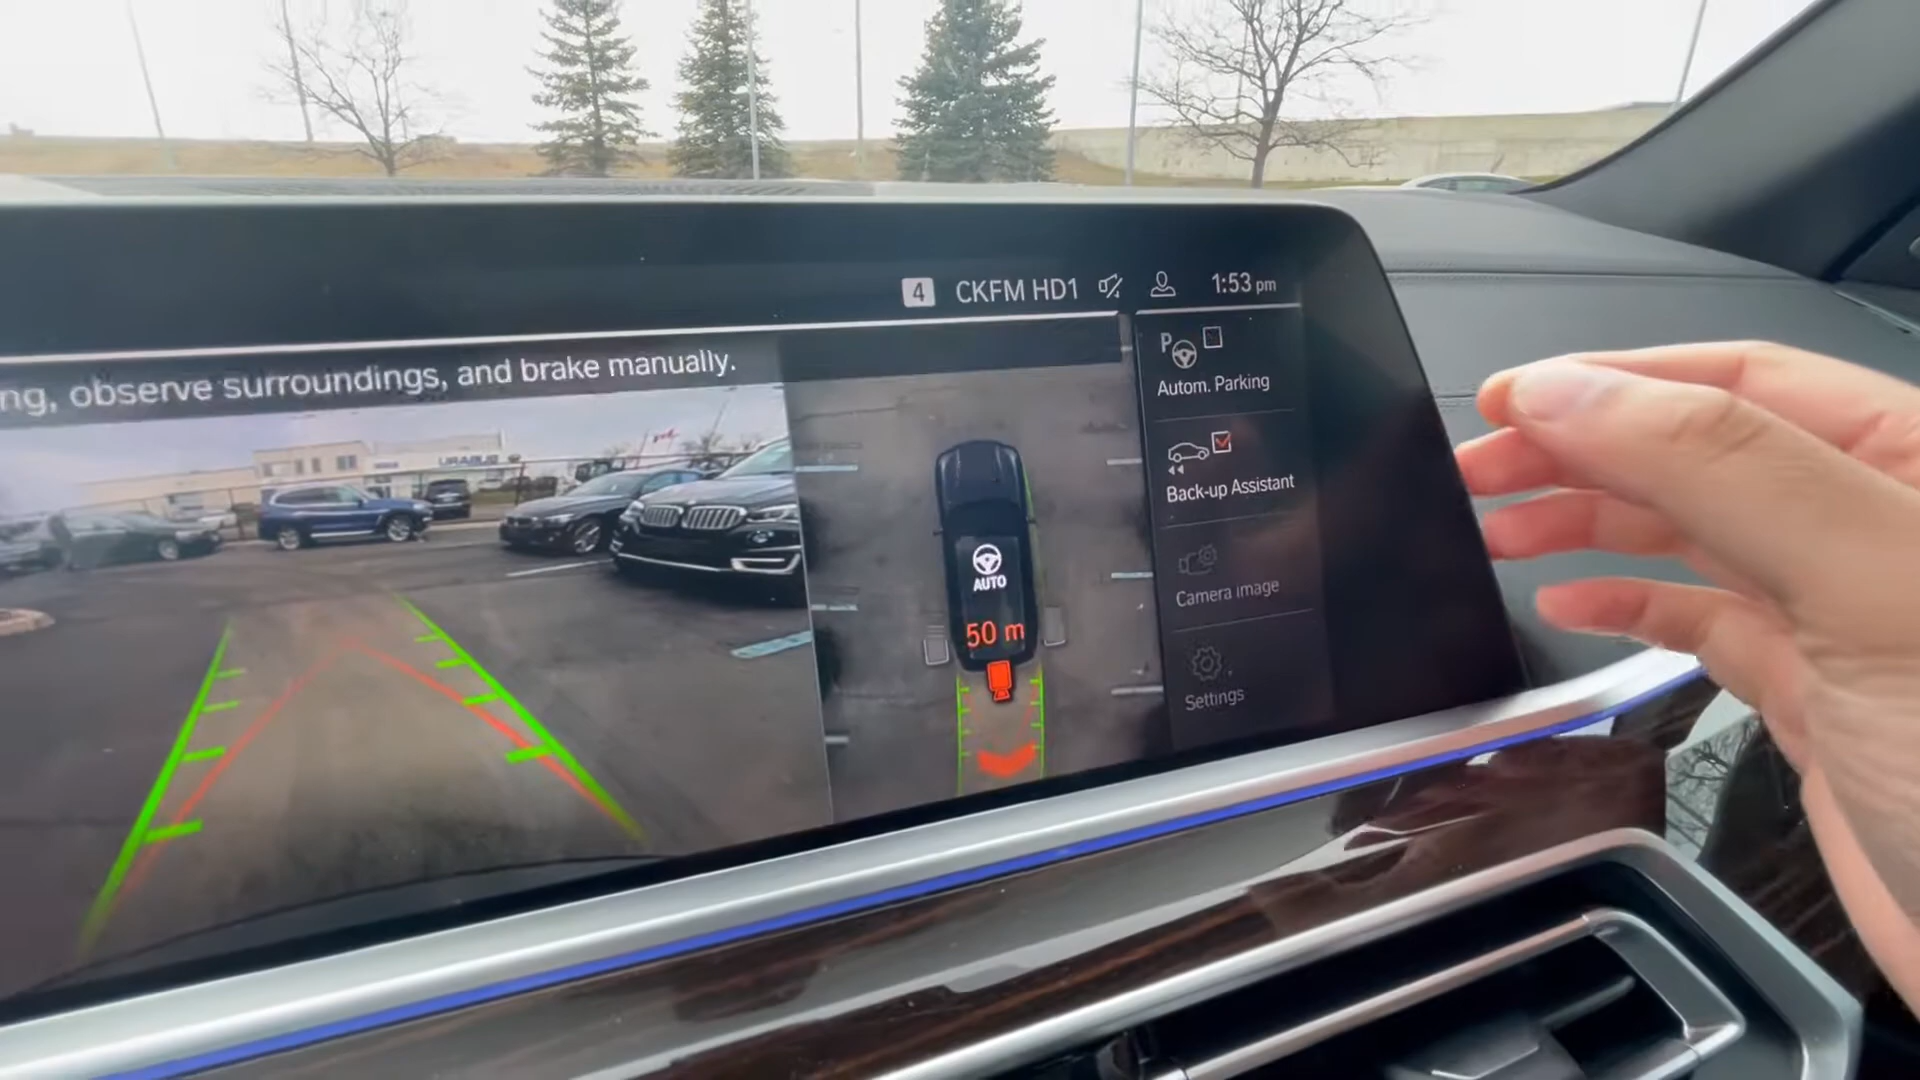 4 CKFM HD1 1:53 pm
ng, observe surroundings, and brake manually.
P
Autom. Parking
Back-up Assistant
Camera image
Settings
AUTO
50 m